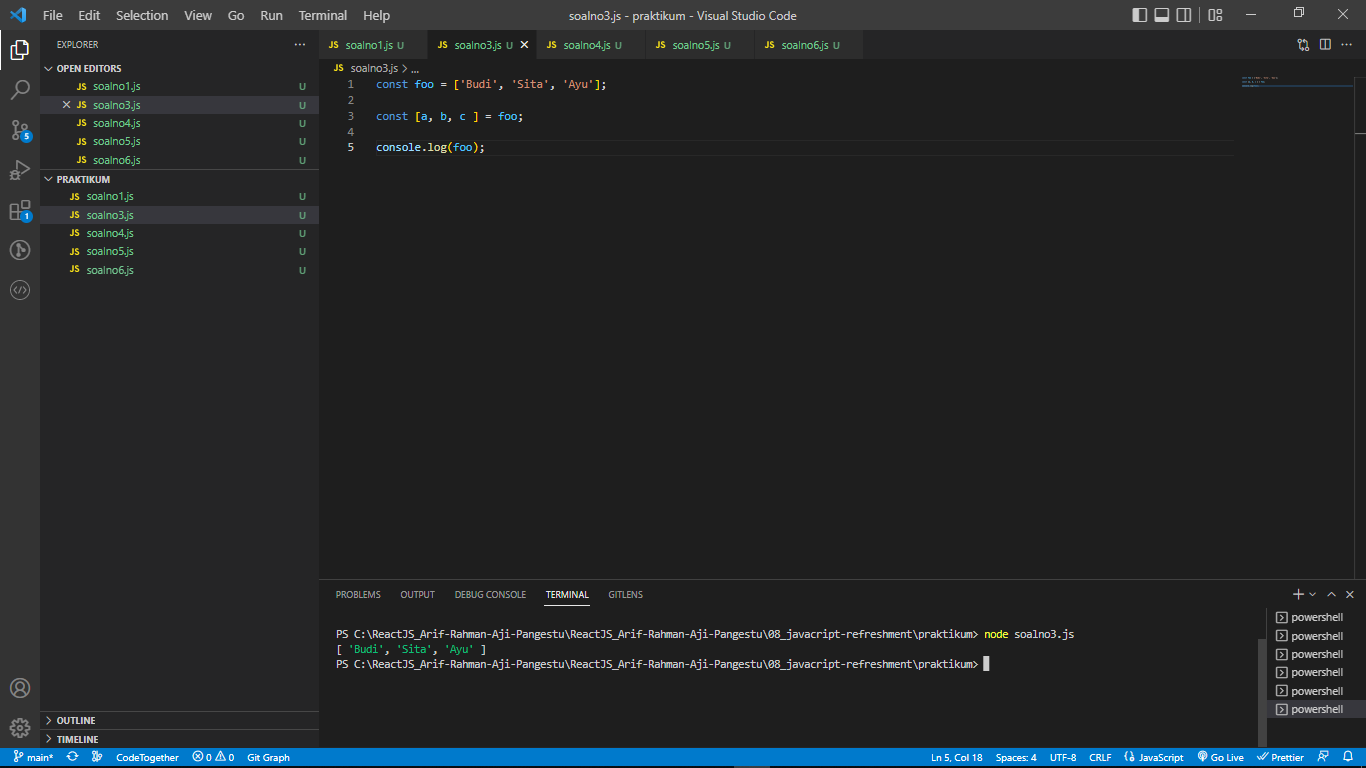 File Edit Selection View Go Run Terminal Help soalno3.js - praktikum - Visual Studio Code
EXPLORER
OPEN EDITORS
JS soalno1.js U
JS soalno3.js U
JS soalno4.js U
JS soalno5.js U
JS soalno6.js U
PRAKTIKUM
JS soalno1.js U
JS soalno3.js U
JS soalno4.js U
JS soalno5.js U
JS soalno6.js U
5
1
OUTLINE
TIMELINE
JS soalno1.js U JS soalno3.js U JS soalno4.js U JS soalno5.js U JS soalno6.js U
JS soalno3.js > ...
1 const foo = ['Budi', 'Sita', 'Ayu'];
2
3 const [a, b, c ] = foo;
4
5 console.log(foo);
PROBLEMS OUTPUT DEBUG CONSOLE TERMINAL GITLENS
PS C:\ReactJS_Arif-Rahman-Aji-Pangestu\ReactJS_Arif-Rahman-Aji-Pangestu\08_javacript-refreshment\praktikum> node soalno3.js
[ 'Budi', 'Sita', 'Ayu' ]
PS C:\ReactJS_Arif-Rahman-Aji-Pangestu\ReactJS_Arif-Rahman-Aji-Pangestu\08_javacript-refreshment\praktikum>
powershell
powershell
powershell
powershell
powershell
powershell
main* CodeTogether 0 0 Git Graph Ln 5, Col 18 Spaces: 4 UTF-8 CRLF JavaScript Go Live Prettier